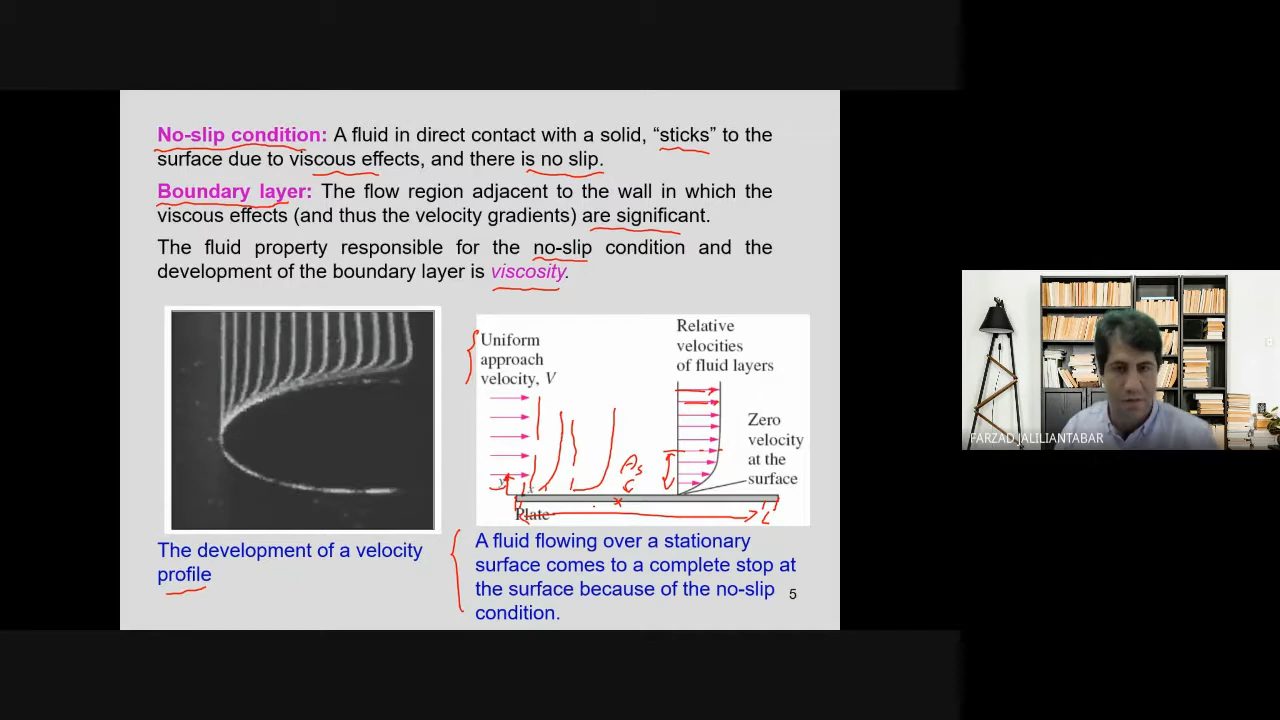 No-slip condition: A fluid in direct contact with a solid, “sticks” to the
surface due to viscous effects, and there is no slip.
Boundary layer: The flow region adjacent to the wall in which the
viscous effects (and thus the velocity gradients) are significant.
The fluid property responsible for the no-slip condition and the
development of the boundary layer is viscosity.
Uniform
approach
velocity, V
Relative
velocities
of fluid layers
Zero
velocity
at the
surface
y
x
As
Plate
x
L
The development of a velocity
profile
A fluid flowing over a stationary
surface comes to a complete stop at
the surface because of the no-slip
condition.
5
FARZAD JALILIANTABAR